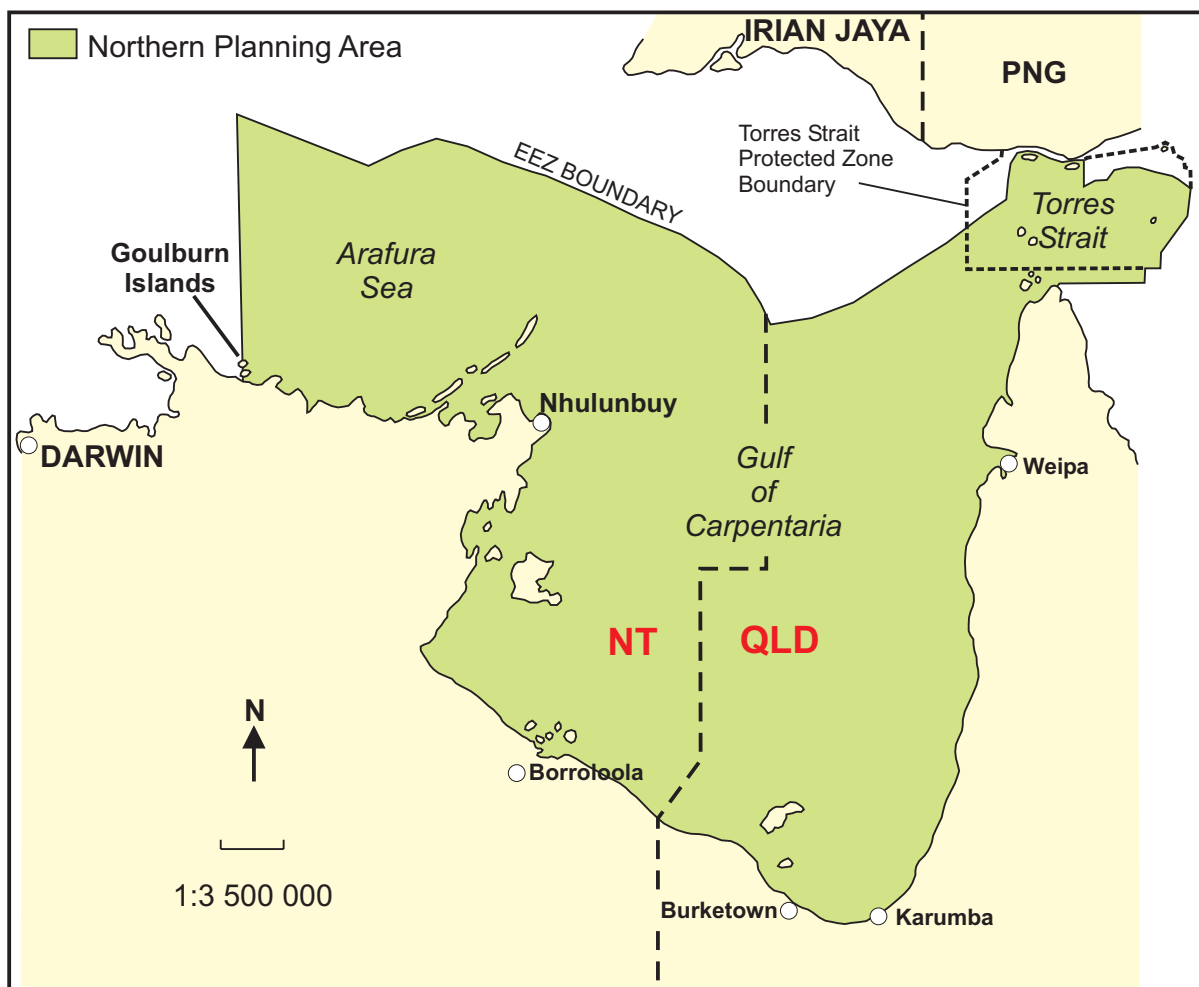 Northern Planning Area
IRIAN JAYA
PNG
Torres Strait
Protected Zone
Boundary
EEZ BOUNDARY
Torres
Strait
Arafura
Sea
Goulburn
Islands
Nhulunbuy
DARWIN
Gulf
of
Carpentaria
Weipa
NT
QLD
N
Borroloola
1:3 500 000
Burketown
Karumba